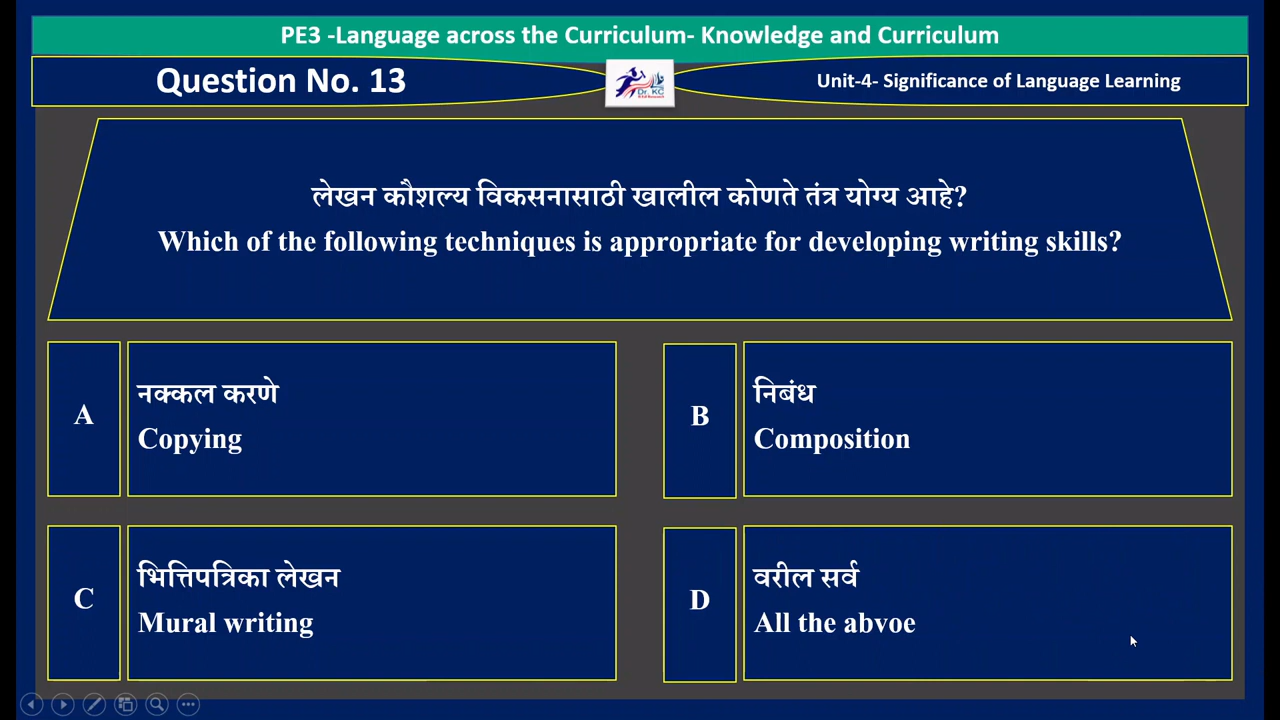 PE3 -Language across the Curriculum- Knowledge and Curriculum
Question No. 13
Unit-4- Significance of Language Learning
Dr. KC
लेखन कौशल्य विकसनासाठी खालील कोणते तंत्र योग्य आहे?
Which of the following techniques is appropriate for developing writing skills?
A
नक्कल करणे
Copying
B
निबंध
Composition
C
भित्तिपत्रिका लेखन
Mural writing
D
वरील सर्व
All the abvoe